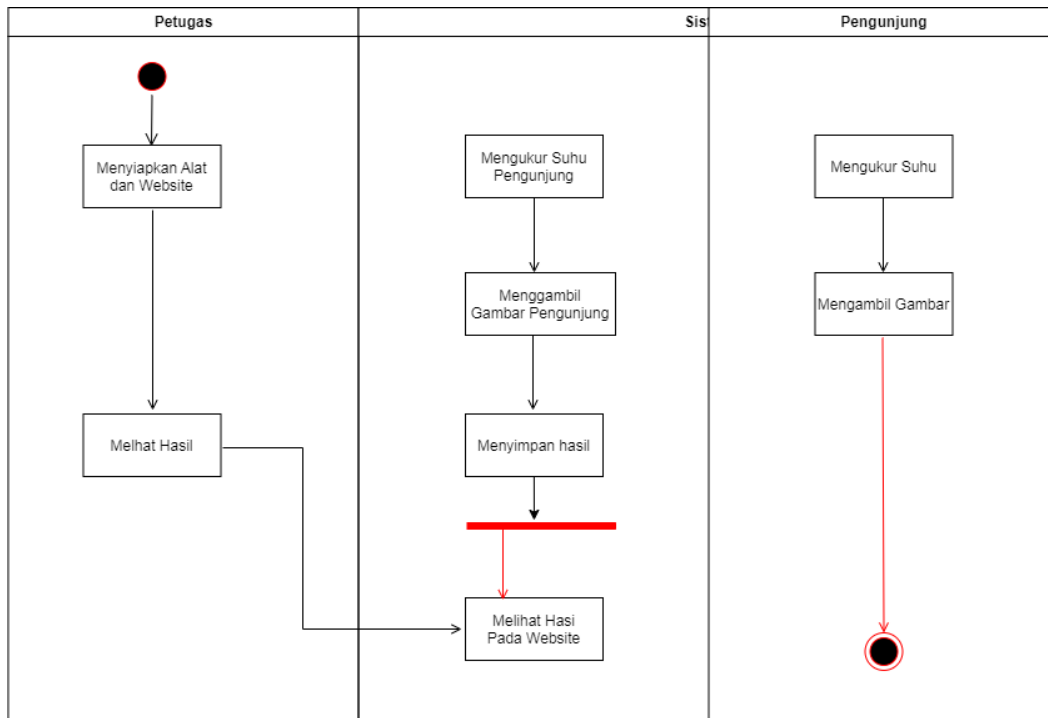 Petugas
Sist
Pengunjung
Menyiapkan Alat
dan Website
Mengukur Suhu
Pengunjung
Mengukur Suhu
Menggambil
Gambar Pengunjung
Mengambil Gambar
Melhat Hasil
Menyimpan hasil
Melihat Hasi
Pada Website